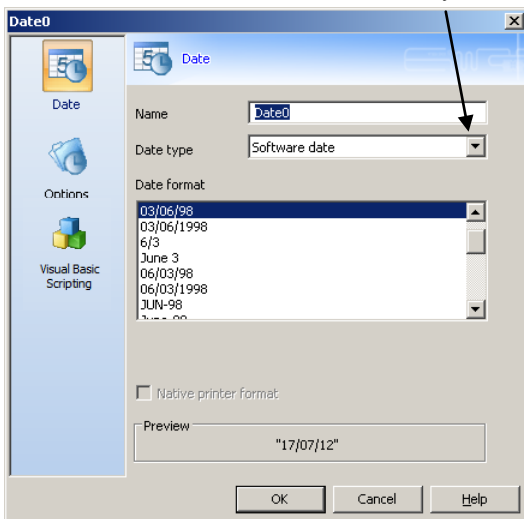 Date0
Date
Date
Options
Visual Basic
Scripting
Name
Date0
Date type
Software date
Date format
03/06/98
03/06/1998
6/3
June 3
06/03/98
06/03/1998
JUN-98
Native printer format
Preview
"17/07/12"
OK
Cancel
Help